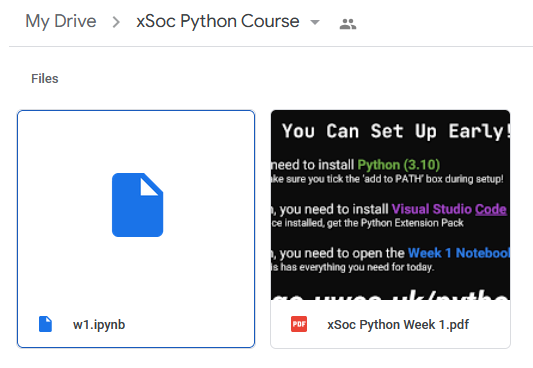 My Drive > xSoc Python Course
Files
You Can Set Up Early!
need to install Python (3.10)
ke sure you tick the 'add to PATH' box during setup!
n, you need to install Visual Studio Code
ce installed, get the Python Extension Pack
n, you need to open the Week 1 Notebook
is has everything you need for today.
w1.ipynb
PDF xSoc Python Week 1.pdf